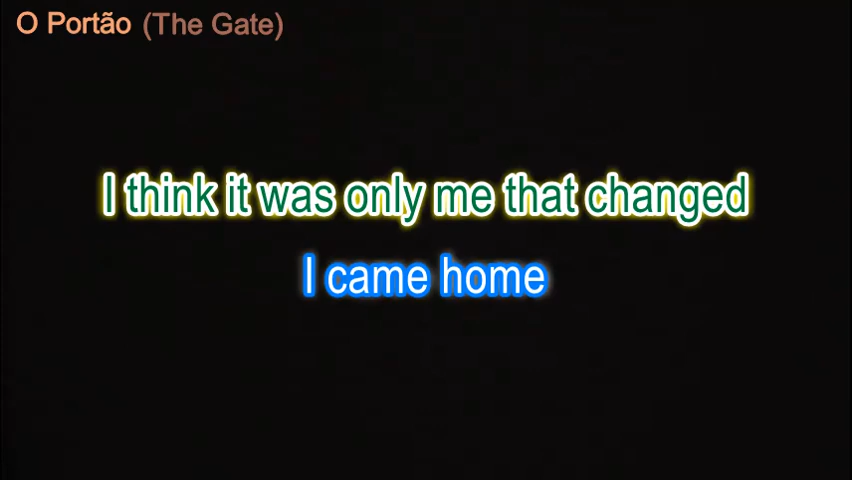 O Portão (The Gate)
I think it was only me that changed
I came home